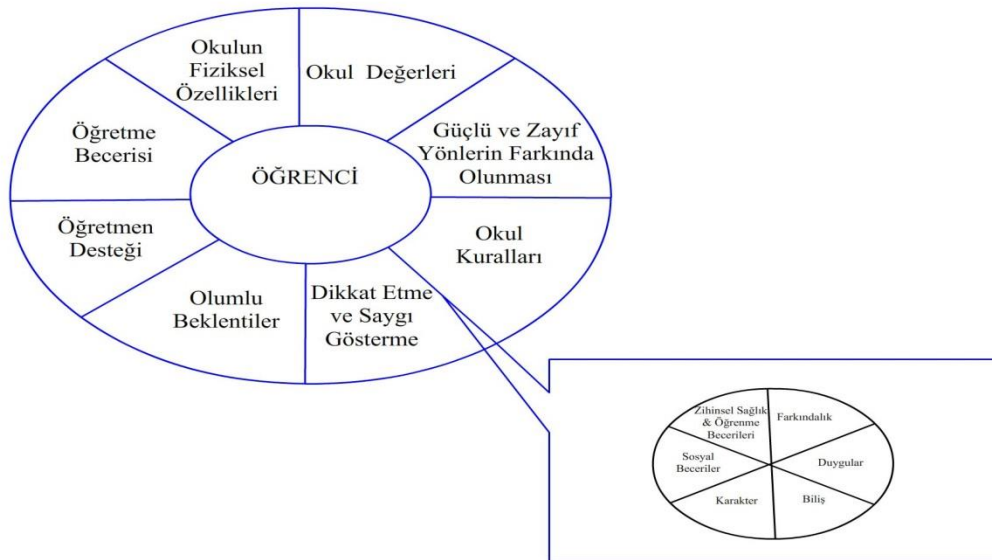 Okulun
Fiziksel
Özellikleri
Okul Değerleri
Güçlü ve Zayıf
Yönlerin Farkında
Olunması
Okul
Kuralları
Dikkat Etme
ve Saygı
Gösterme
Olumlu
Beklentiler
Öğretmen
Desteği
Öğretme
Becerisi
ÖĞRENCİ
Zihinsel Sağlık
& Öğrenme
Becerileri
Farkındalık
Duygular
Biliş
Karakter
Sosyal
Beceriler